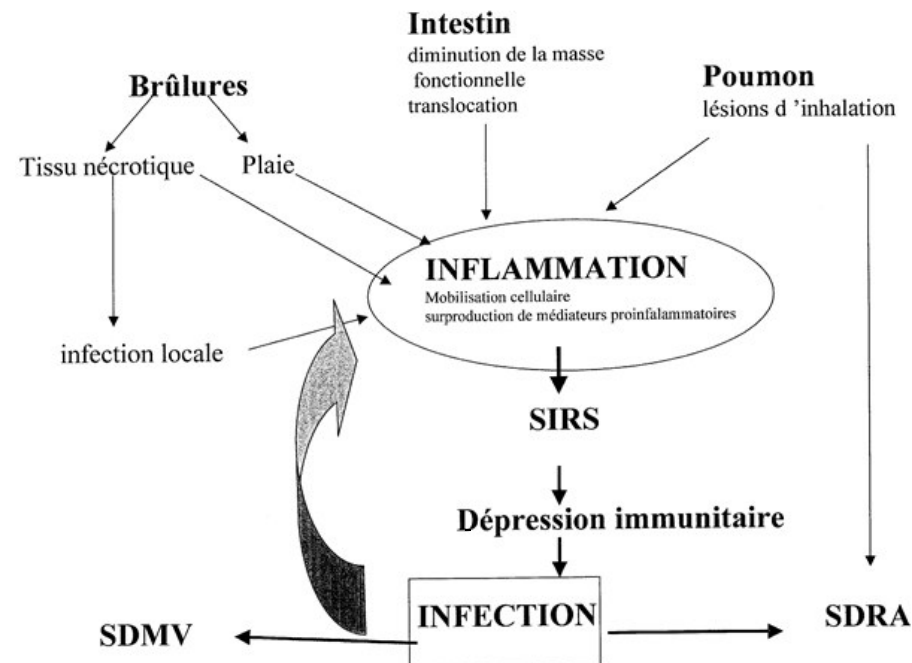 Intestin
diminution de la masse
fonctionnelle
translocation
Brûlures
Poumon
lésions d ’inhalation
Tissu nécrotique
Plaie
INFLAMMATION
Mobilisation cellulaire
surproduction de médiateurs proinfalammatoires
infection locale
SIRS
Dépression immunitaire
INFECTION
SDMV
SDRA